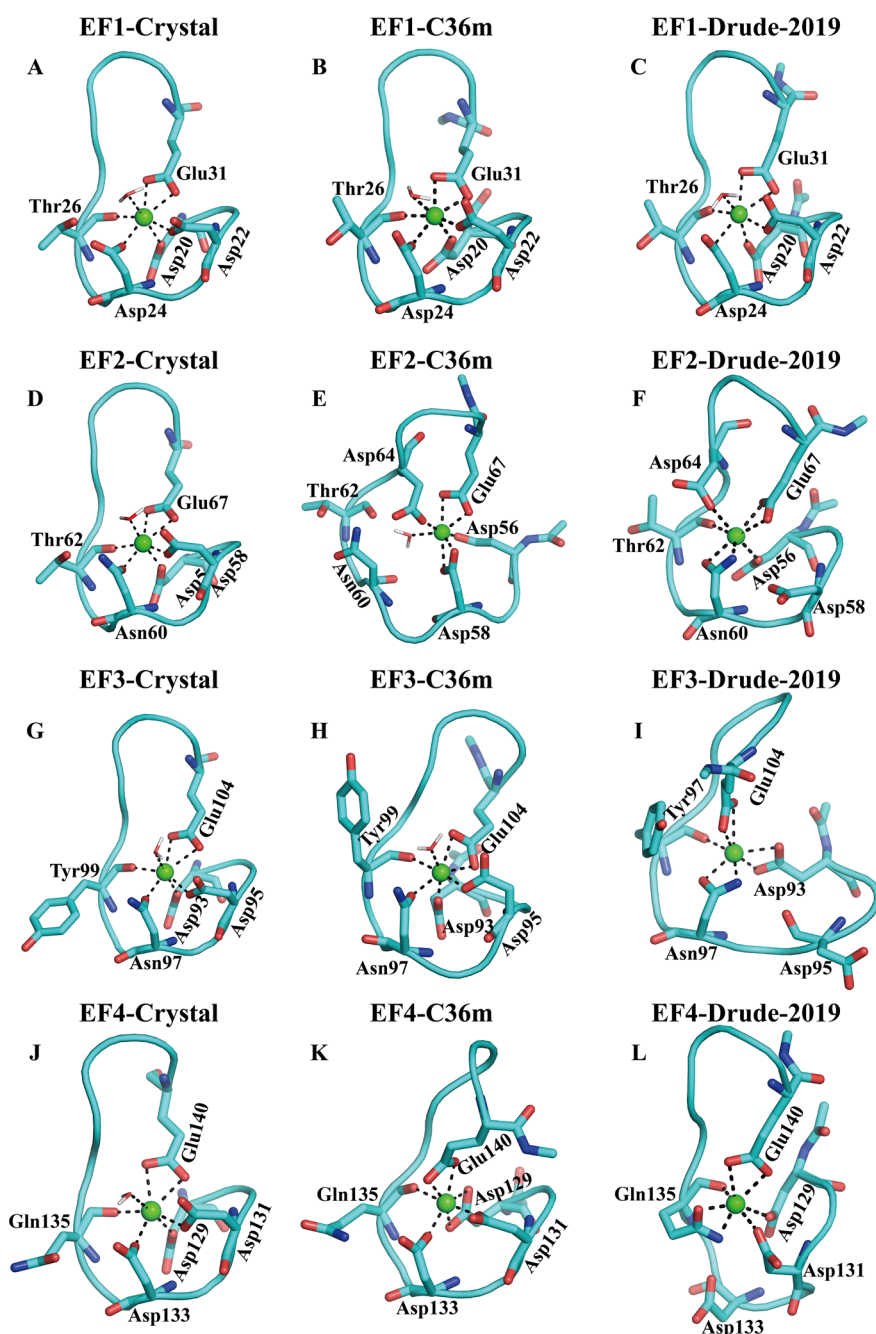 EF1-Crystal EF1-C36m EF1-Drude-2019
A B C
Glu31 Glu31 Glu31
Thr26 Thr26 Thr26
Asp20 Asp22 Asp20 Asp22 Asp20 Asp22
Asp24 Asp24 Asp24
EF2-Crystal EF2-C36m EF2-Drude-2019
D E F
Asp64 Asp64
Glu67 Glu67 Glu67
Thr62 Thr62 Thr62
Asp5 Asp58 Asp56 Asp56
Asn60 Asn60 Asp58 Asn60 Asp58
EF3-Crystal EF3-C36m EF3-Drude-2019
G H I
Glu104 Tyr99 Glu104 Tyr97 Glu104
Tyr99
Asp93 Asp95 Asp93 Asp95 Asp93
Asn97 Asn97 Asn97 Asp95
EF4-Crystal EF4-C36m EF4-Drude-2019
J K L
Glu140 Glu140 Glu140
Gln135 Gln135 Gln135
Asp129 Asp131 Asp129 Asp131 Asp129 Asp131
Asp133 Asp133 Asp133